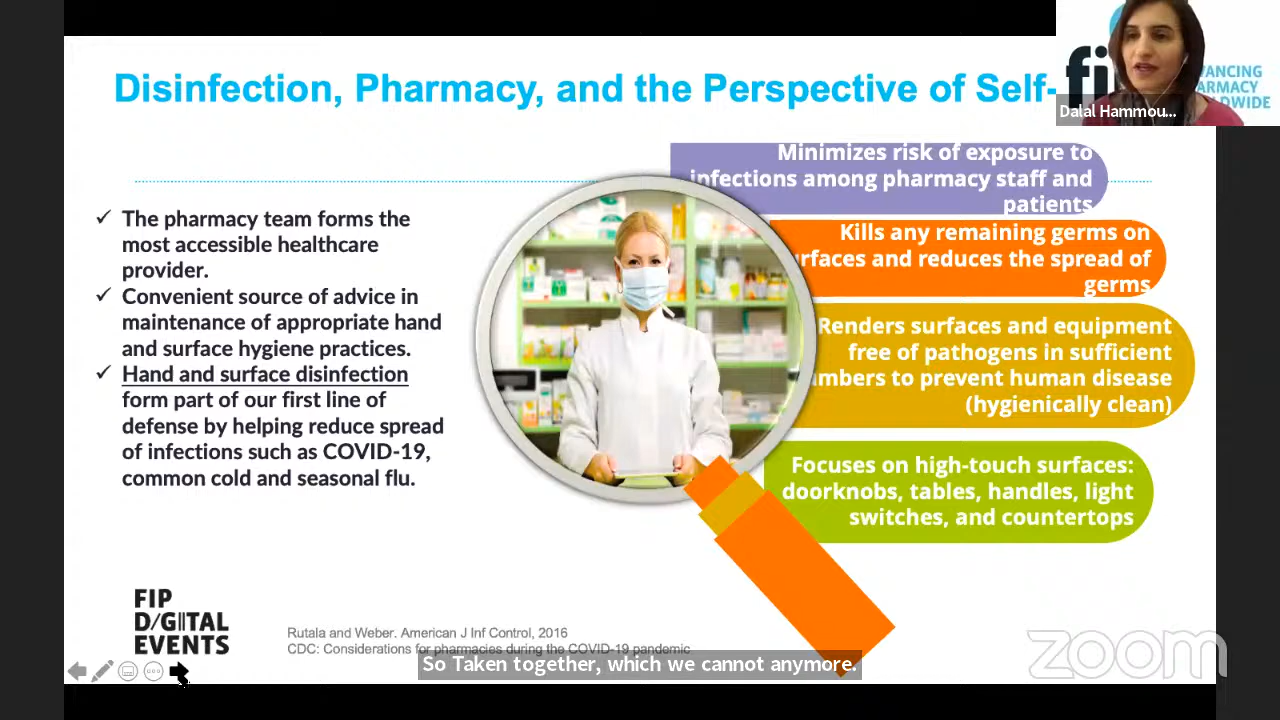 Disinfection, Pharmacy, and the Perspective of Self-
fi
VANCING
ARMACY
LDWIDE
Dalal Hammou...
The pharmacy team forms the
most accessible healthcare
provider.
Convenient source of advice in
maintenance of appropriate hand
and surface hygiene practices.
Hand and surface disinfection
form part of our first line of
defense by helping reduce spread
of infections such as COVID-19,
common cold and seasonal flu.
Minimizes risk of exposure to
infections among pharmacy staff and
patients
Kills any remaining germs on
rfaces and reduces the spread of
germs
Renders surfaces and equipment
free of pathogens in sufficient
mbers to prevent human disease
(hygienically clean)
Focuses on high-touch surfaces:
doorknobs, tables, handles, light
switches, and countertops
FIP
DIGITAL
EVENTS
Rutala and Weber. American J Inf Control, 2016
CDC: Considerations for pharmacies during the COVID-19 pandemic
So Taken together, which we cannot anymore.
zoom